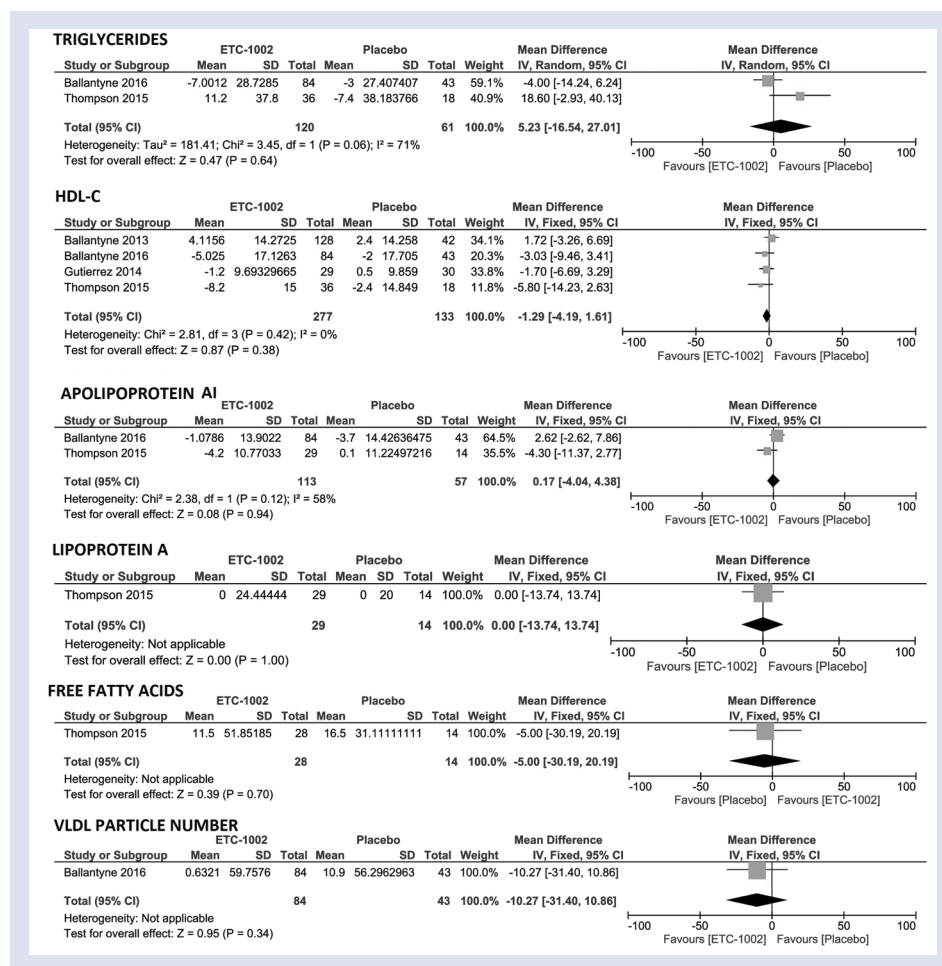 TRIGLYCERIDES
ETC-1002 Placebo Mean Difference Mean Difference
Study or Subgroup Mean SD Total Mean SD Total Weight IV, Random, 95% CI IV, Random, 95% CI
Ballantyne 2016 -7.0012 28.7285 84 -3 27.407407 43 59.1% -4.00 [-14.24, 6.24]
Thompson 2015 11.2 37.8 36 -7.4 38.183766 18 40.9% 18.60 [-2.93, 40.13]
Total (95% CI) 120 61 100.0% 5.23 [-16.54, 27.01]
Heterogeneity: Tau² = 181.41; Chi² = 3.45, df = 1 (P = 0.06); I² = 71%
Test for overall effect: Z = 0.47 (P = 0.64)
-100 -50 0 50 100
Favours [ETC-1002] Favours [Placebo]
HDL-C
ETC-1002 Placebo Mean Difference Mean Difference
Study or Subgroup Mean SD Total Mean SD Total Weight IV, Fixed, 95% CI IV, Fixed, 95% CI
Ballantyne 2013 4.1156 14.2725 128 2.4 14.258 42 34.1% 1.72 [-3.26, 6.69]
Ballantyne 2016 -5.025 17.1263 84 -2 17.705 43 20.3% -3.03 [-9.46, 3.41]
Gutierrez 2014 -1.2 9.69329665 29 0.5 9.859 30 33.8% -1.70 [-6.69, 3.29]
Thompson 2015 -8.2 15 36 -2.4 14.849 18 11.8% -5.80 [-14.23, 2.63]
Total (95% CI) 277 133 100.0% -1.29 [-4.19, 1.61]
Heterogeneity: Chi² = 2.81, df = 3 (P = 0.42); I² = 0%
Test for overall effect: Z = 0.87 (P = 0.38)
-100 -50 0 50 100
Favours [ETC-1002] Favours [Placebo]
APOLIPOPROTEIN AI
ETC-1002 Placebo Mean Difference Mean Difference
Study or Subgroup Mean SD Total Mean SD Total Weight IV, Fixed, 95% CI IV, Fixed, 95% CI
Ballantyne 2016 -1.0786 13.9022 84 -3.7 14.42636475 43 64.5% 2.62 [-2.62, 7.86]
Thompson 2015 -4.2 10.77033 29 0.1 11.22497216 14 35.5% -4.30 [-11.37, 2.77]
Total (95% CI) 113 57 100.0% 0.17 [-4.04, 4.38]
Heterogeneity: Chi² = 2.38, df = 1 (P = 0.12); I² = 58%
Test for overall effect: Z = 0.08 (P = 0.94)
-100 -50 0 50 100
Favours [ETC-1002] Favours [Placebo]
LIPOPROTEIN A
ETC-1002 Placebo Mean Difference Mean Difference
Study or Subgroup Mean SD Total Mean SD Total Weight IV, Fixed, 95% CI IV, Fixed, 95% CI
Thompson 2015 0 24.44444 29 0 20 14 100.0% 0.00 [-13.74, 13.74]
Total (95% CI) 29 14 100.0% 0.00 [-13.74, 13.74]
Heterogeneity: Not applicable
Test for overall effect: Z = 0.00 (P = 1.00)
-100 -50 0 50 100
Favours [ETC-1002] Favours [Placebo]
FREE FATTY ACIDS
ETC-1002 Placebo Mean Difference Mean Difference
Study or Subgroup Mean SD Total Mean SD Total Weight IV, Fixed, 95% CI IV, Fixed, 95% CI
Thompson 2015 11.5 51.85185 28 16.5 31.11111111 14 100.0% -5.00 [-30.19, 20.19]
Total (95% CI) 28 14 100.0% -5.00 [-30.19, 20.19]
Heterogeneity: Not applicable
Test for overall effect: Z = 0.39 (P = 0.70)
-100 -50 0 50 100
Favours [Placebo] Favours [ETC-1002]
VLDL PARTICLE NUMBER
ETC-1002 Placebo Mean Difference Mean Difference
Study or Subgroup Mean SD Total Mean SD Total Weight IV, Fixed, 95% CI IV, Fixed, 95% CI
Ballantyne 2016 0.6321 59.7576 84 10.9 56.2962963 43 100.0% -10.27 [-31.40, 10.86]
Total (95% CI) 84 43 100.0% -10.27 [-31.40, 10.86]
Heterogeneity: Not applicable
Test for overall effect: Z = 0.95 (P = 0.34)
-100 -50 0 50 100
Favours [ETC-1002] Favours [Placebo]